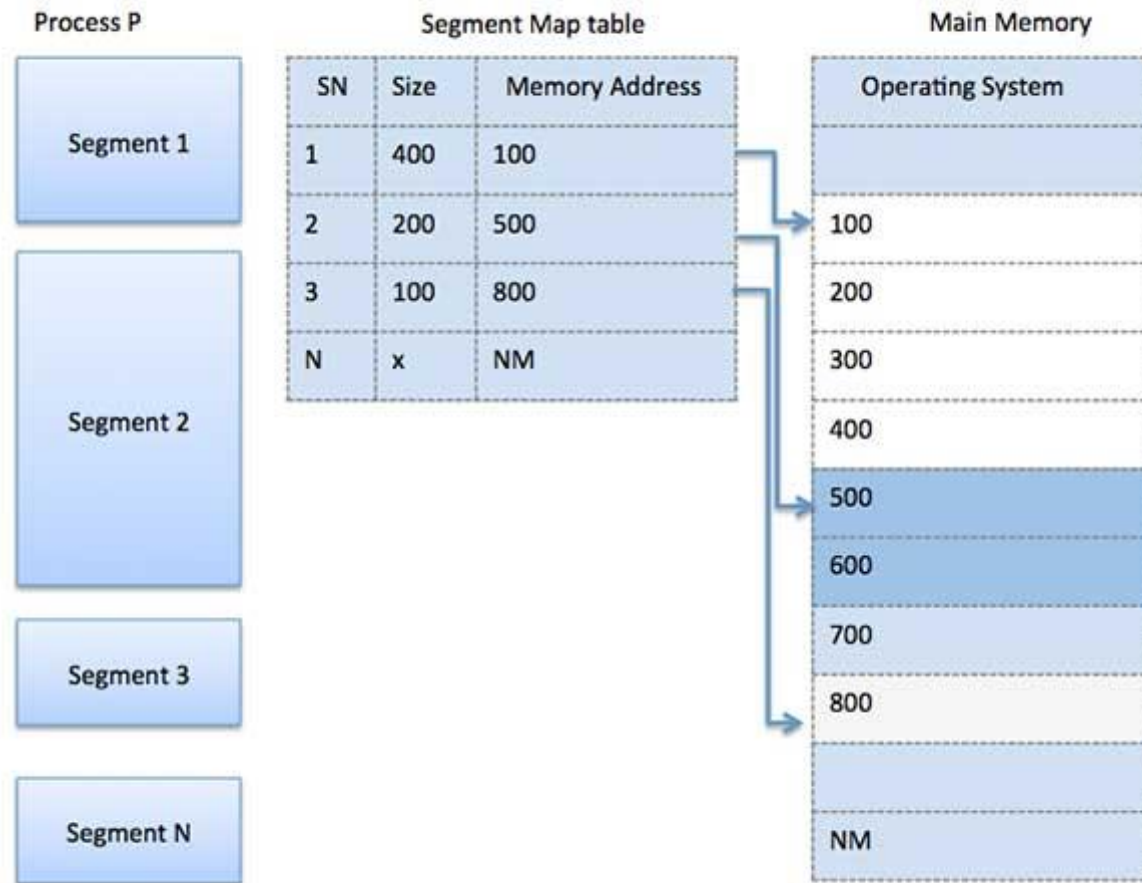 Process P
Segment Map table
Main Memory
Segment 1
Segment 2
Segment 3
Segment N
SN Size Memory Address
1 400 100
2 200 500
3 100 800
N x NM
Operating System
100
200
300
400
500
600
700
800
NM